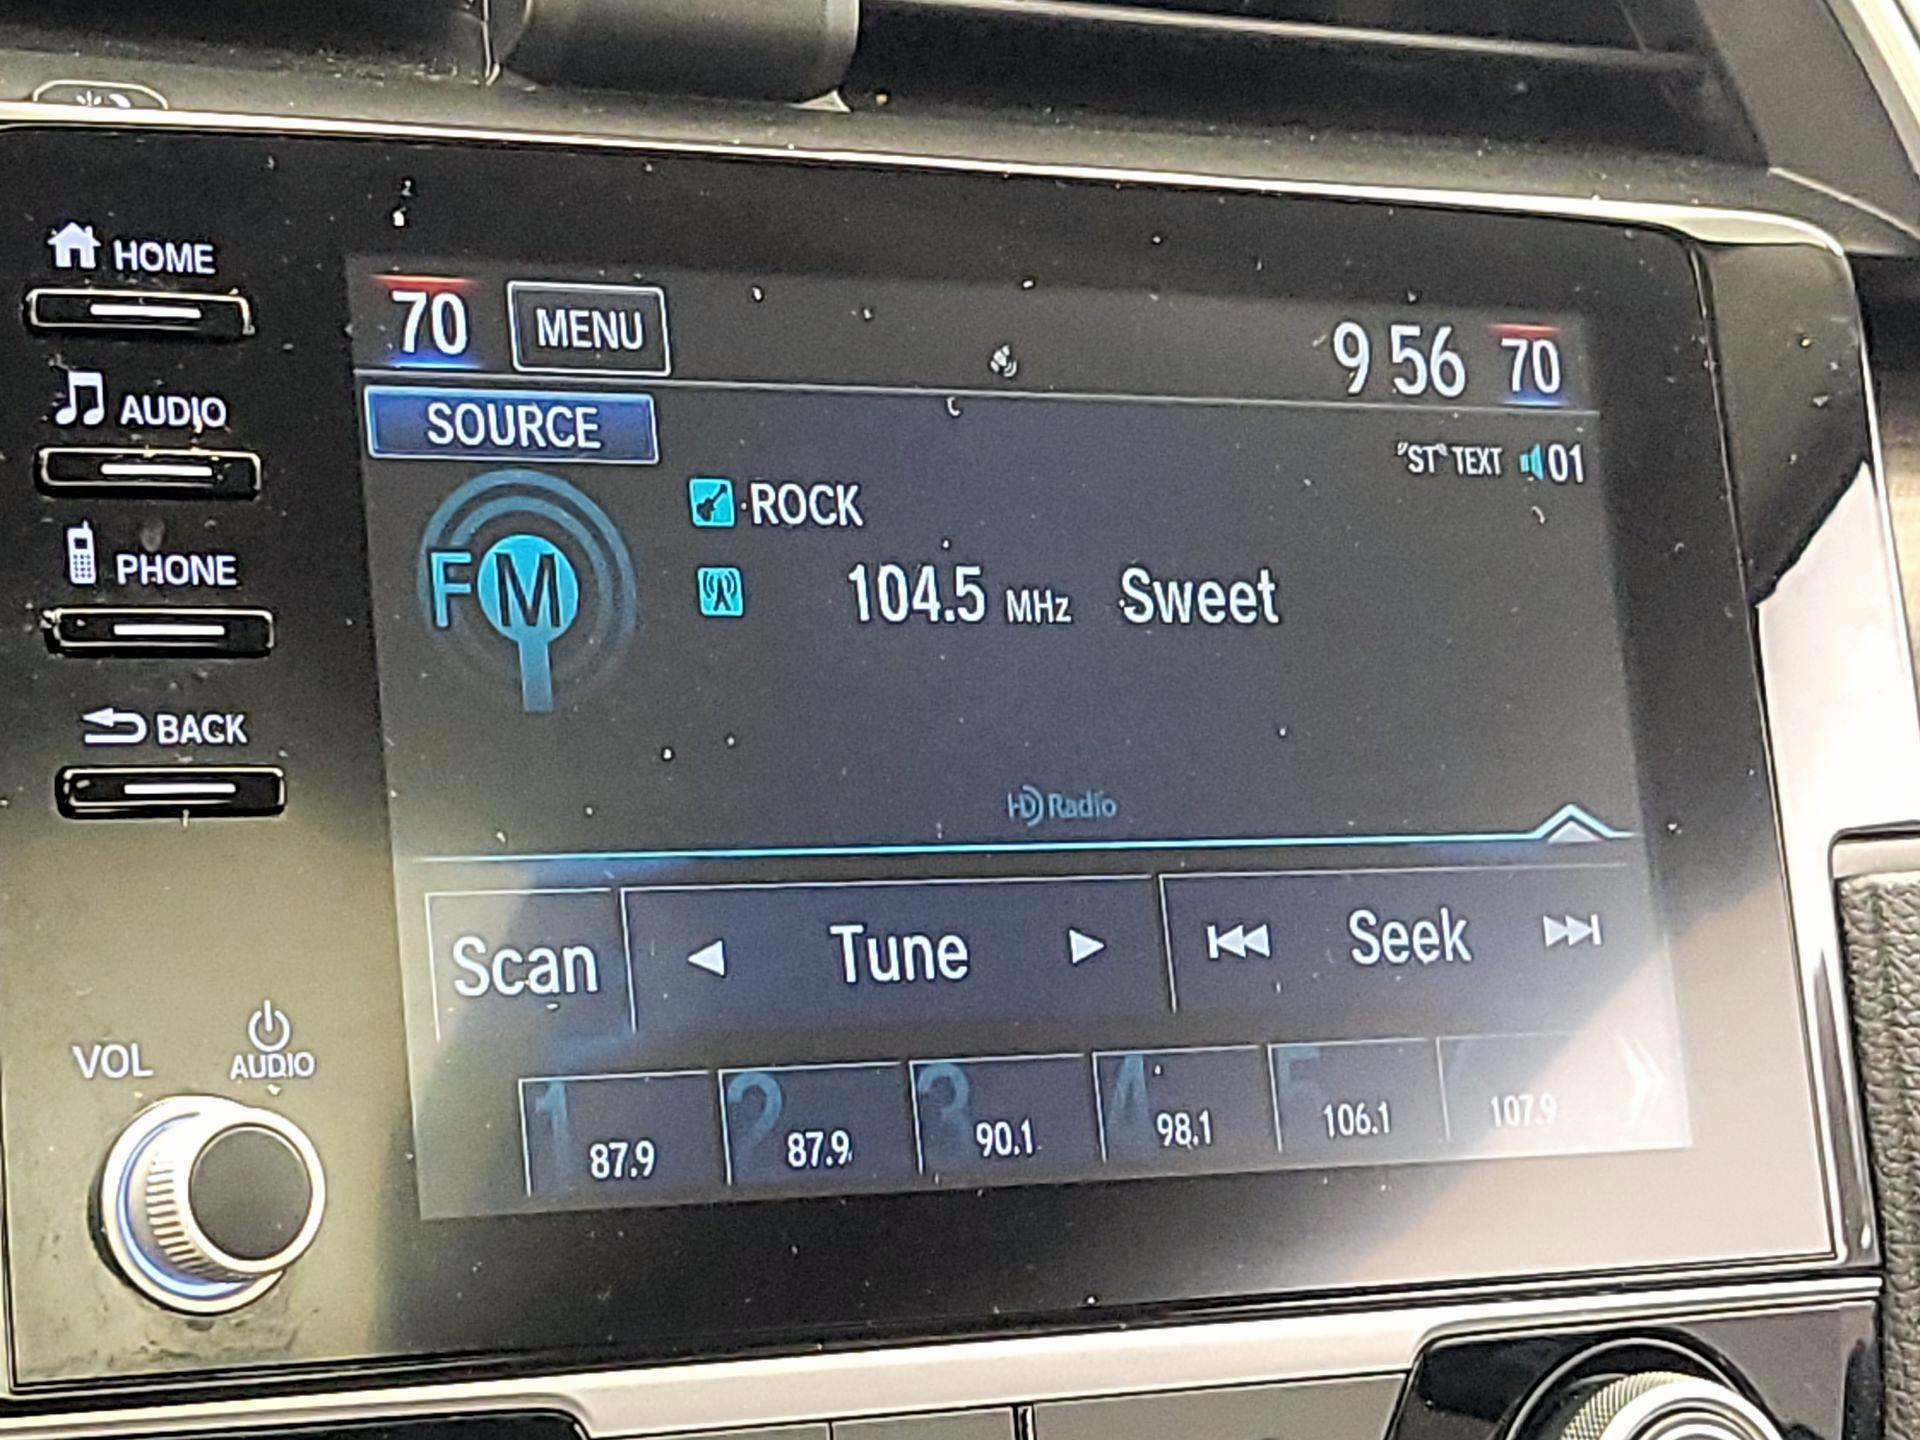 HOME
70 MENU 9 56 70
AUDIO
SOURCE
"ST" TEXT 01
ROCK
FM
104.5 MHz Sweet
PHONE
BACK
HD Radio
Scan Tune Seek
VOL AUDIO
1 87.9
2 87.9
3 90.1
4 98.1
5 106.1
107.9